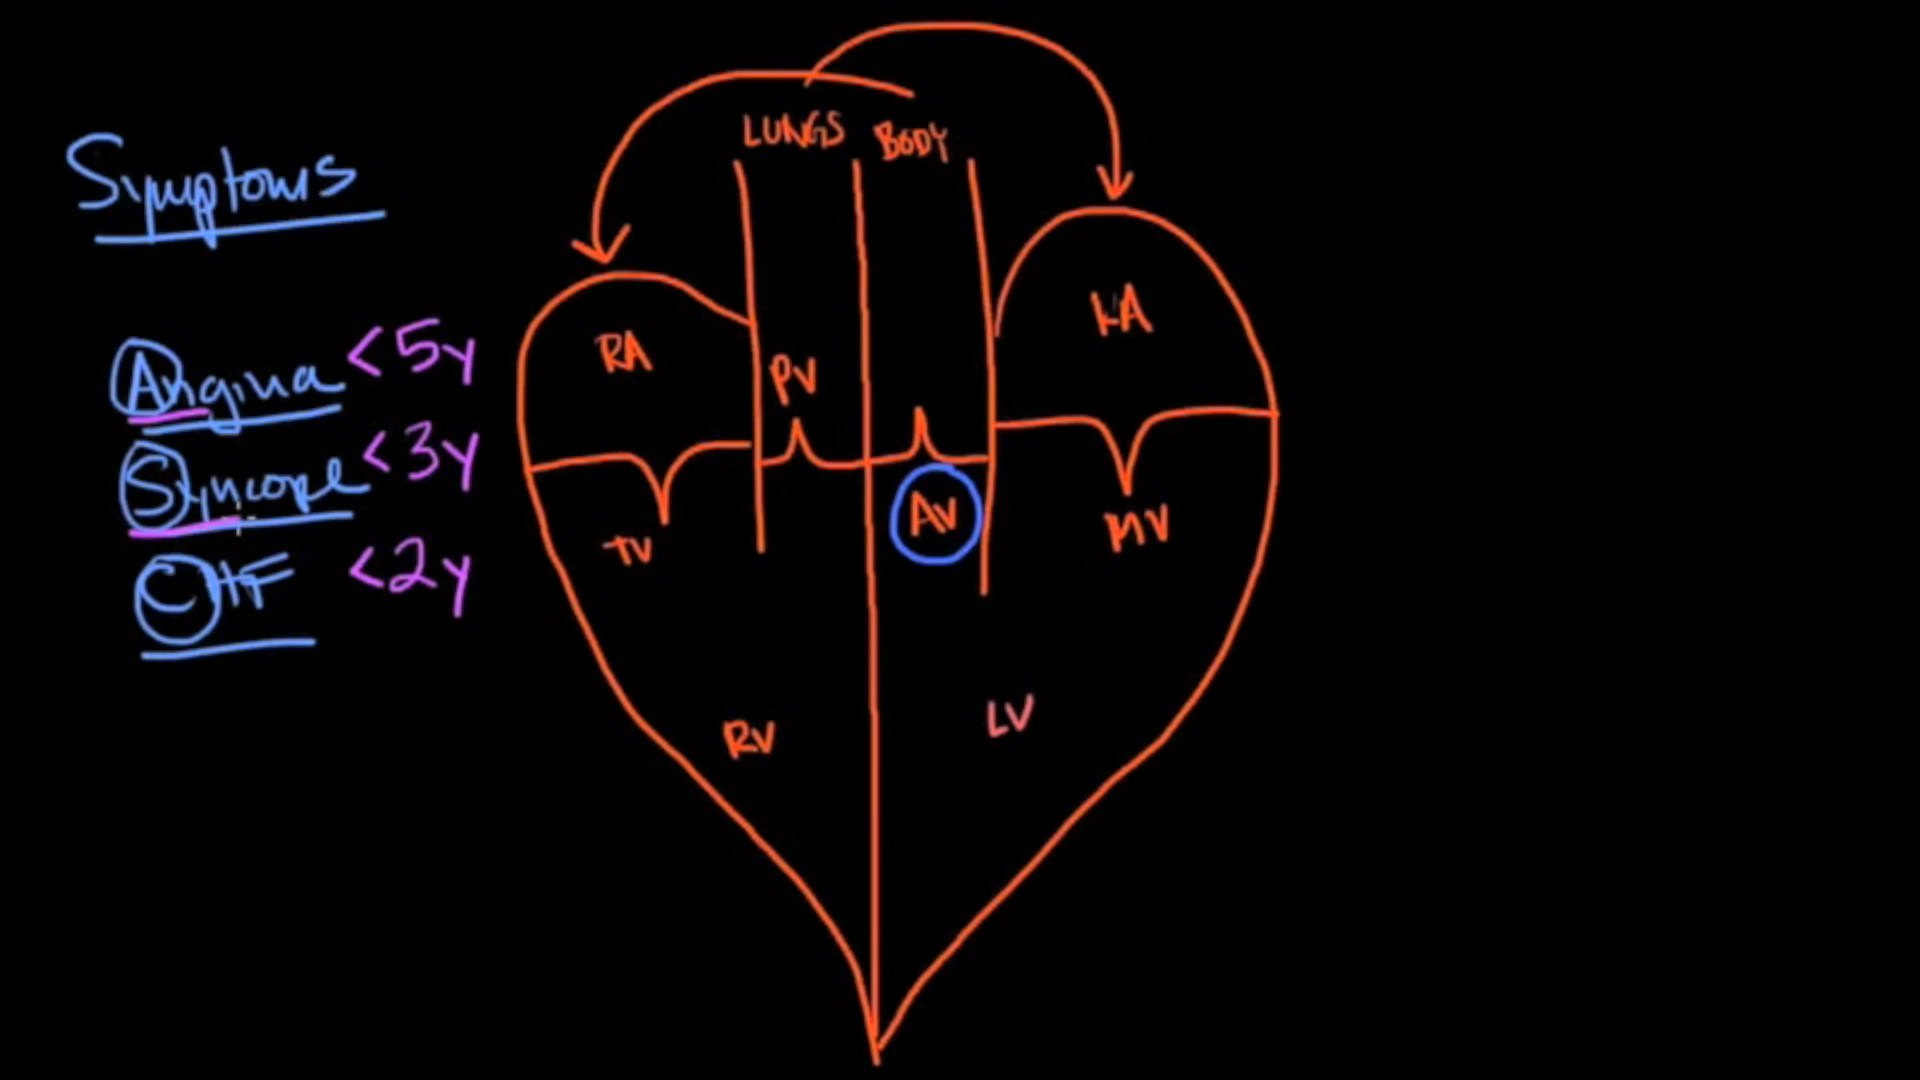 LUNGS BODY
Symptoms
Angina <5y
Syncope <3y
CHF <2y
RA
LA
PV
AV
TV
MV
RV
LV